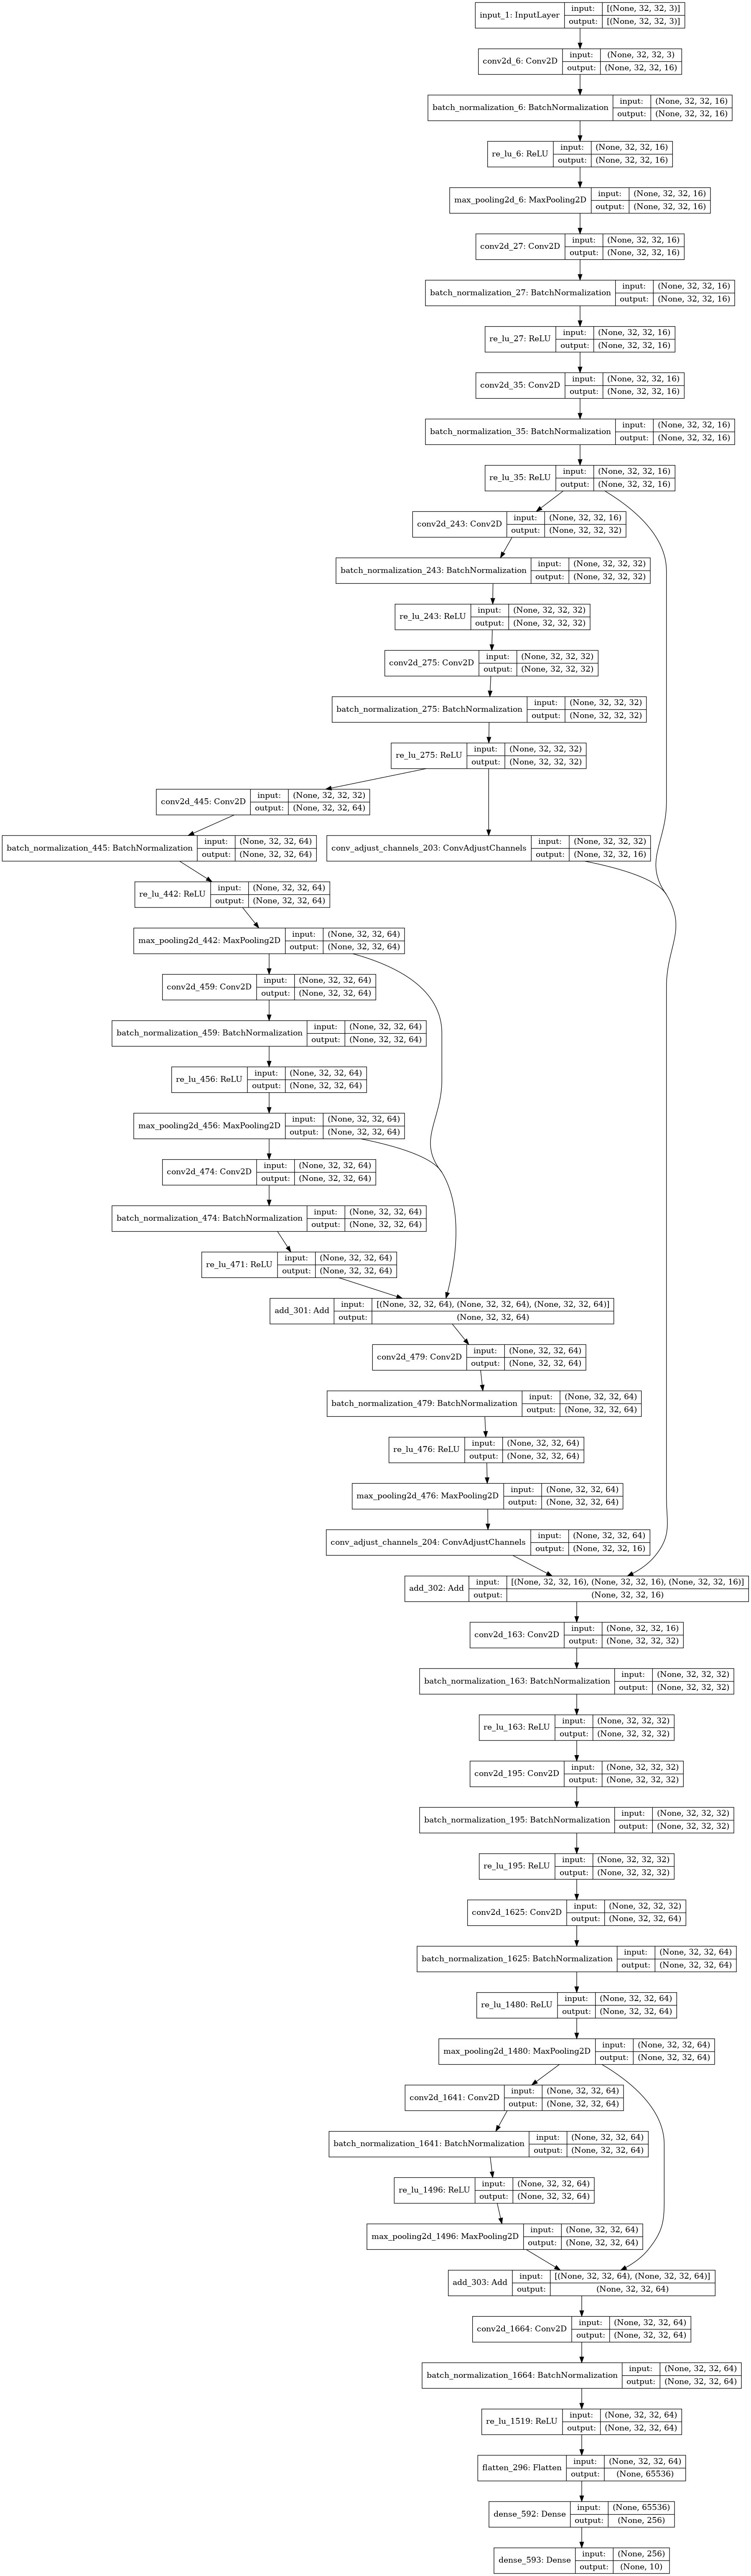 input_1: InputLayer
input: [(None, 32, 32, 3)]
output: [(None, 32, 32, 3)]
conv2d_6: Conv2D
input: (None, 32, 32, 3)
output: (None, 32, 32, 16)
batch_normalization_6: BatchNormalization
input: (None, 32, 32, 16)
output: (None, 32, 32, 16)
re_lu_6: ReLU
input: (None, 32, 32, 16)
output: (None, 32, 32, 16)
max_pooling2d_6: MaxPooling2D
input: (None, 32, 32, 16)
output: (None, 32, 32, 16)
conv2d_27: Conv2D
input: (None, 32, 32, 16)
output: (None, 32, 32, 16)
batch_normalization_27: BatchNormalization
input: (None, 32, 32, 16)
output: (None, 32, 32, 16)
re_lu_27: ReLU
input: (None, 32, 32, 16)
output: (None, 32, 32, 16)
conv2d_35: Conv2D
input: (None, 32, 32, 16)
output: (None, 32, 32, 16)
batch_normalization_35: BatchNormalization
input: (None, 32, 32, 16)
output: (None, 32, 32, 16)
re_lu_35: ReLU
input: (None, 32, 32, 16)
output: (None, 32, 32, 16)
conv2d_243: Conv2D
input: (None, 32, 32, 16)
output: (None, 32, 32, 32)
batch_normalization_243: BatchNormalization
input: (None, 32, 32, 32)
output: (None, 32, 32, 32)
re_lu_243: ReLU
input: (None, 32, 32, 32)
output: (None, 32, 32, 32)
conv2d_275: Conv2D
input: (None, 32, 32, 32)
output: (None, 32, 32, 32)
batch_normalization_275: BatchNormalization
input: (None, 32, 32, 32)
output: (None, 32, 32, 32)
re_lu_275: ReLU
input: (None, 32, 32, 32)
output: (None, 32, 32, 32)
conv2d_445: Conv2D
input: (None, 32, 32, 32)
output: (None, 32, 32, 64)
batch_normalization_445: BatchNormalization
input: (None, 32, 32, 64)
output: (None, 32, 32, 64)
conv_adjust_channels_203: ConvAdjustChannels
input: (None, 32, 32, 32)
output: (None, 32, 32, 16)
re_lu_442: ReLU
input: (None, 32, 32, 64)
output: (None, 32, 32, 64)
max_pooling2d_442: MaxPooling2D
input: (None, 32, 32, 64)
output: (None, 32, 32, 64)
conv2d_459: Conv2D
input: (None, 32, 32, 64)
output: (None, 32, 32, 64)
batch_normalization_459: BatchNormalization
input: (None, 32, 32, 64)
output: (None, 32, 32, 64)
re_lu_456: ReLU
input: (None, 32, 32, 64)
output: (None, 32, 32, 64)
max_pooling2d_456: MaxPooling2D
input: (None, 32, 32, 64)
output: (None, 32, 32, 64)
conv2d_474: Conv2D
input: (None, 32, 32, 64)
output: (None, 32, 32, 64)
batch_normalization_474: BatchNormalization
input: (None, 32, 32, 64)
output: (None, 32, 32, 64)
re_lu_471: ReLU
input: (None, 32, 32, 64)
output: (None, 32, 32, 64)
add_301: Add
input: [(None, 32, 32, 64), (None, 32, 32, 64), (None, 32, 32, 64)]
output: (None, 32, 32, 64)
conv2d_479: Conv2D
input: (None, 32, 32, 64)
output: (None, 32, 32, 64)
batch_normalization_479: BatchNormalization
input: (None, 32, 32, 64)
output: (None, 32, 32, 64)
re_lu_476: ReLU
input: (None, 32, 32, 64)
output: (None, 32, 32, 64)
max_pooling2d_476: MaxPooling2D
input: (None, 32, 32, 64)
output: (None, 32, 32, 64)
conv_adjust_channels_204: ConvAdjustChannels
input: (None, 32, 32, 64)
output: (None, 32, 32, 16)
add_302: Add
input: [(None, 32, 32, 16), (None, 32, 32, 16), (None, 32, 32, 16)]
output: (None, 32, 32, 16)
conv2d_163: Conv2D
input: (None, 32, 32, 16)
output: (None, 32, 32, 32)
batch_normalization_163: BatchNormalization
input: (None, 32, 32, 32)
output: (None, 32, 32, 32)
re_lu_163: ReLU
input: (None, 32, 32, 32)
output: (None, 32, 32, 32)
conv2d_195: Conv2D
input: (None, 32, 32, 32)
output: (None, 32, 32, 32)
batch_normalization_195: BatchNormalization
input: (None, 32, 32, 32)
output: (None, 32, 32, 32)
re_lu_195: ReLU
input: (None, 32, 32, 32)
output: (None, 32, 32, 32)
conv2d_1625: Conv2D
input: (None, 32, 32, 32)
output: (None, 32, 32, 64)
batch_normalization_1625: BatchNormalization
input: (None, 32, 32, 64)
output: (None, 32, 32, 64)
re_lu_1480: ReLU
input: (None, 32, 32, 64)
output: (None, 32, 32, 64)
max_pooling2d_1480: MaxPooling2D
input: (None, 32, 32, 64)
output: (None, 32, 32, 64)
conv2d_1641: Conv2D
input: (None, 32, 32, 64)
output: (None, 32, 32, 64)
batch_normalization_1641: BatchNormalization
input: (None, 32, 32, 64)
output: (None, 32, 32, 64)
re_lu_1496: ReLU
input: (None, 32, 32, 64)
output: (None, 32, 32, 64)
max_pooling2d_1496: MaxPooling2D
input: (None, 32, 32, 64)
output: (None, 32, 32, 64)
add_303: Add
input: [(None, 32, 32, 64), (None, 32, 32, 64)]
output: (None, 32, 32, 64)
conv2d_1664: Conv2D
input: (None, 32, 32, 64)
output: (None, 32, 32, 64)
batch_normalization_1664: BatchNormalization
input: (None, 32, 32, 64)
output: (None, 32, 32, 64)
re_lu_1519: ReLU
input: (None, 32, 32, 64)
output: (None, 32, 32, 64)
flatten_296: Flatten
input: (None, 32, 32, 64)
output: (None, 65536)
dense_592: Dense
input: (None, 65536)
output: (None, 256)
dense_593: Dense
input: (None, 256)
output: (None, 10)